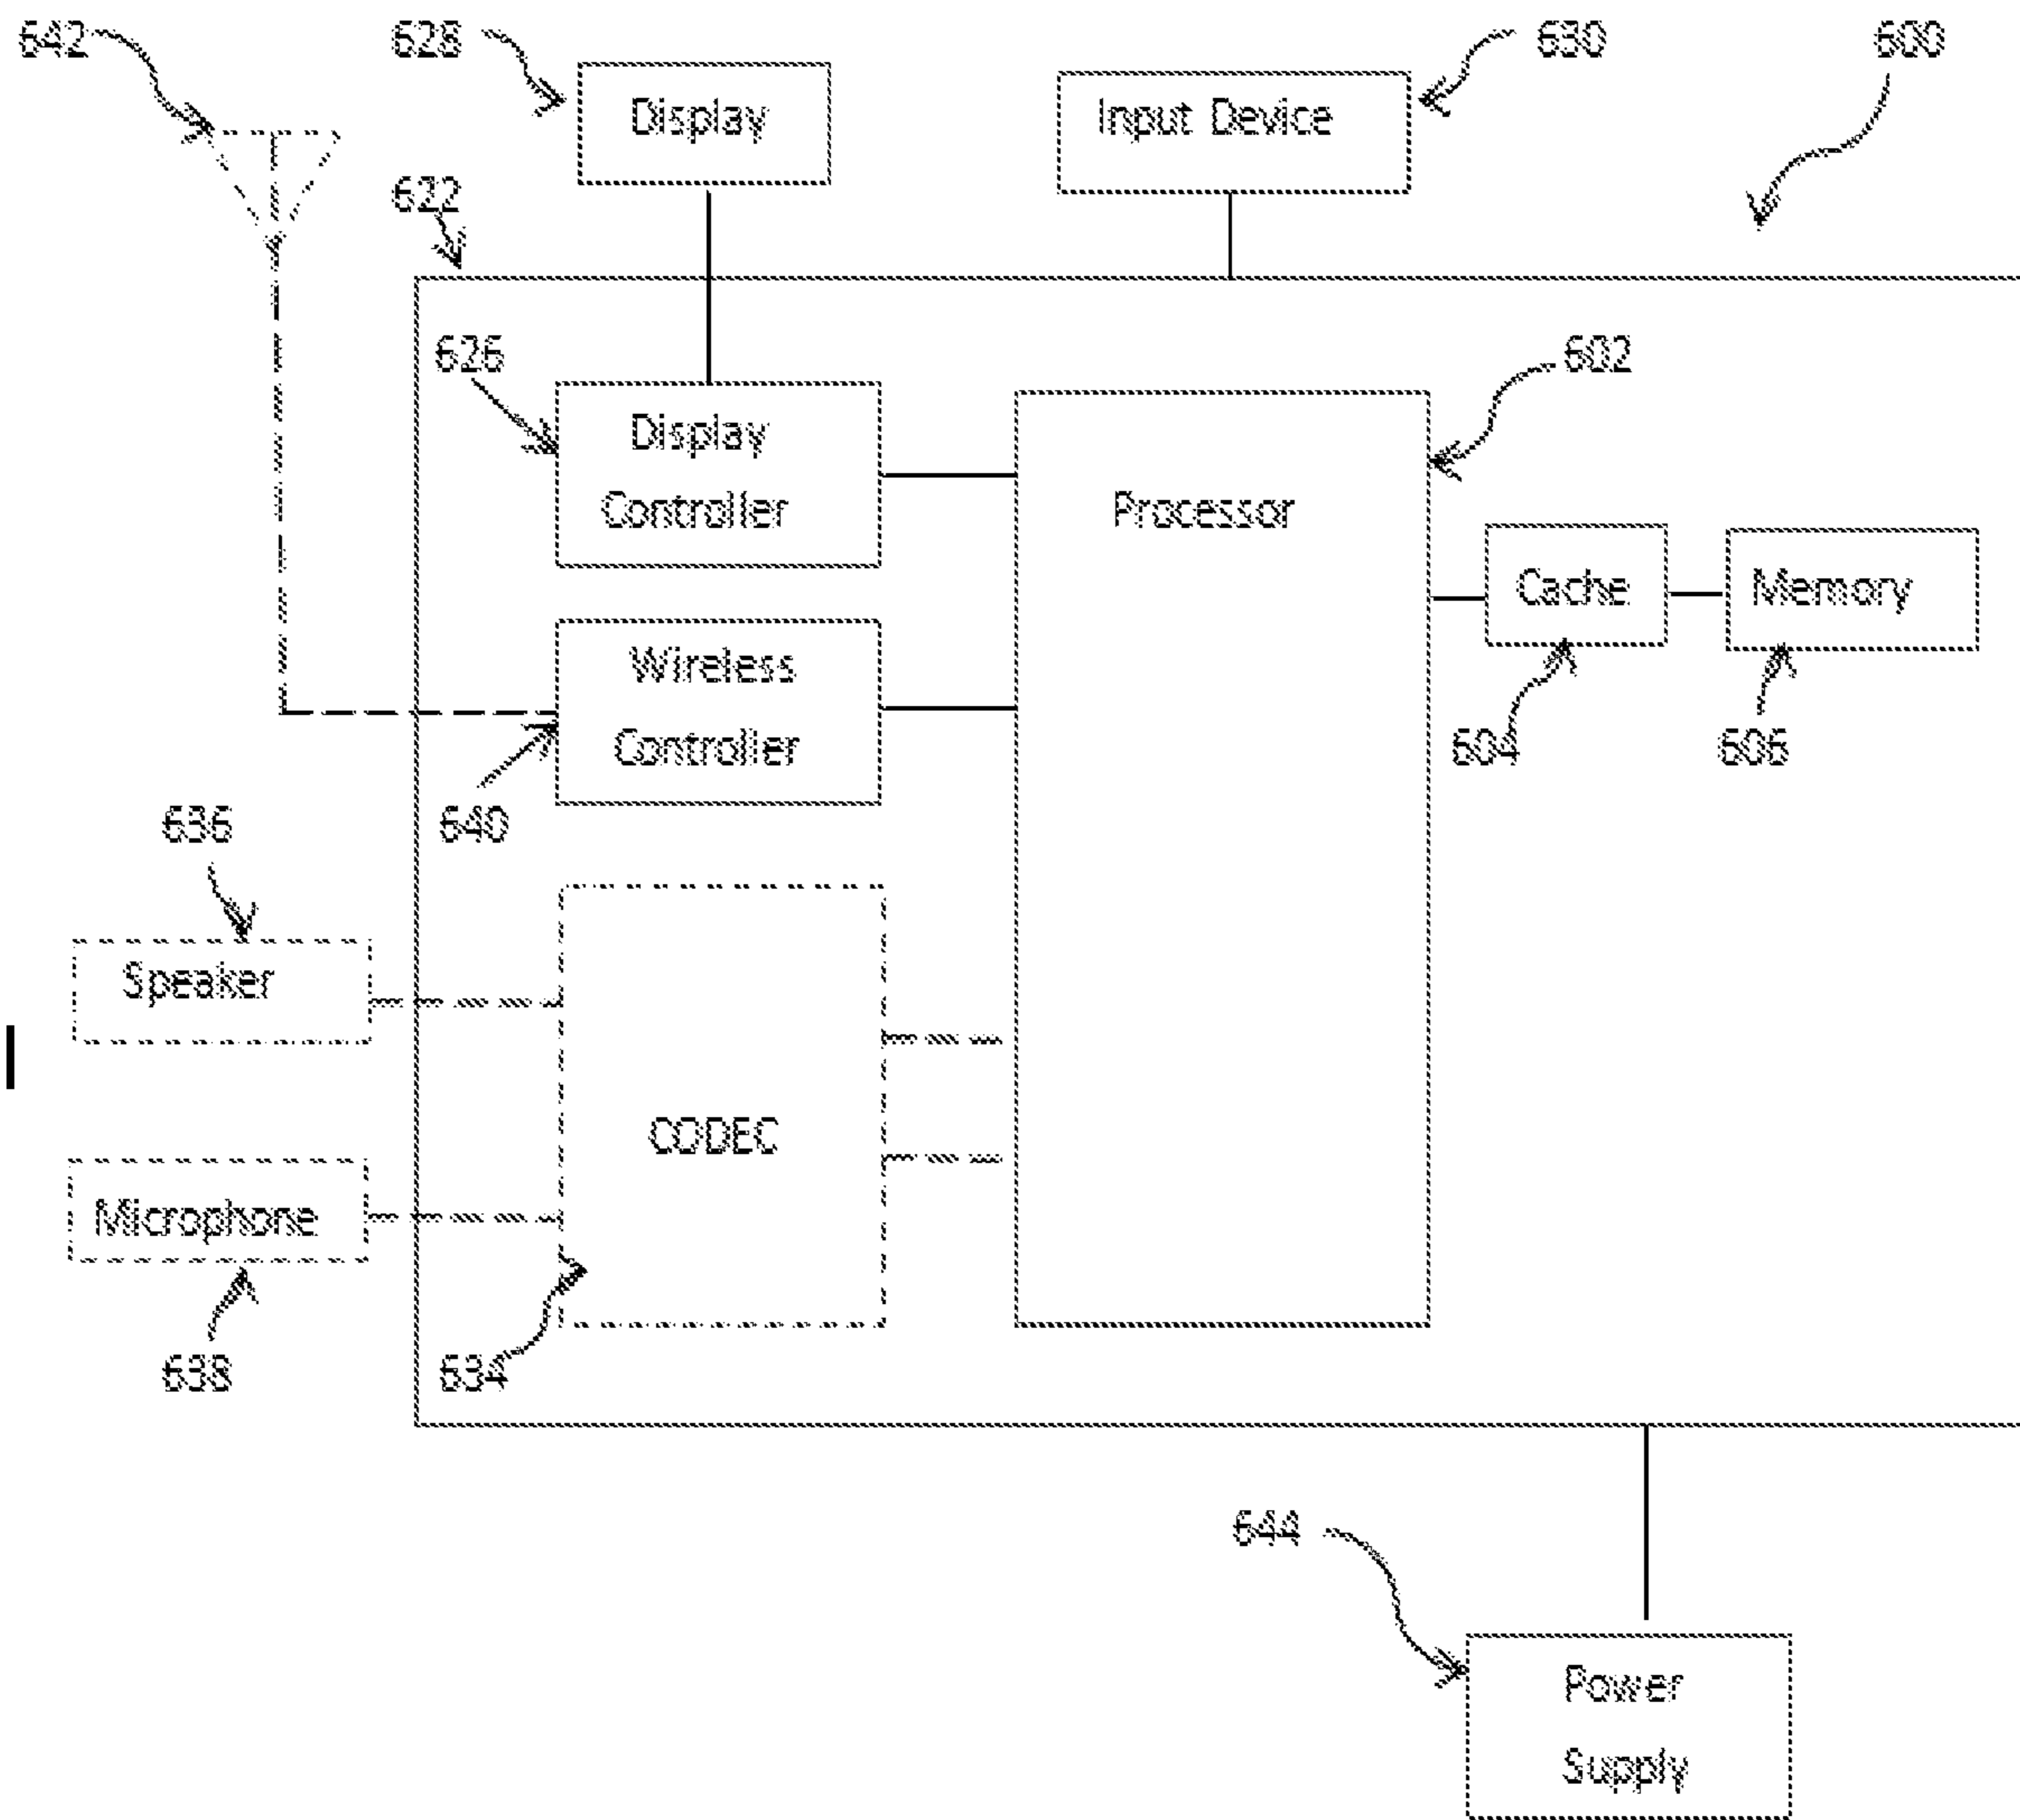 642
628
Display
Input Device
630
600
622
626
Display
Controller
602
Processor
Cache
Memory
604
606
Wireless
Controller
640
636
Speaker
CODEC
Microphone
638
634
644
Power
Supply